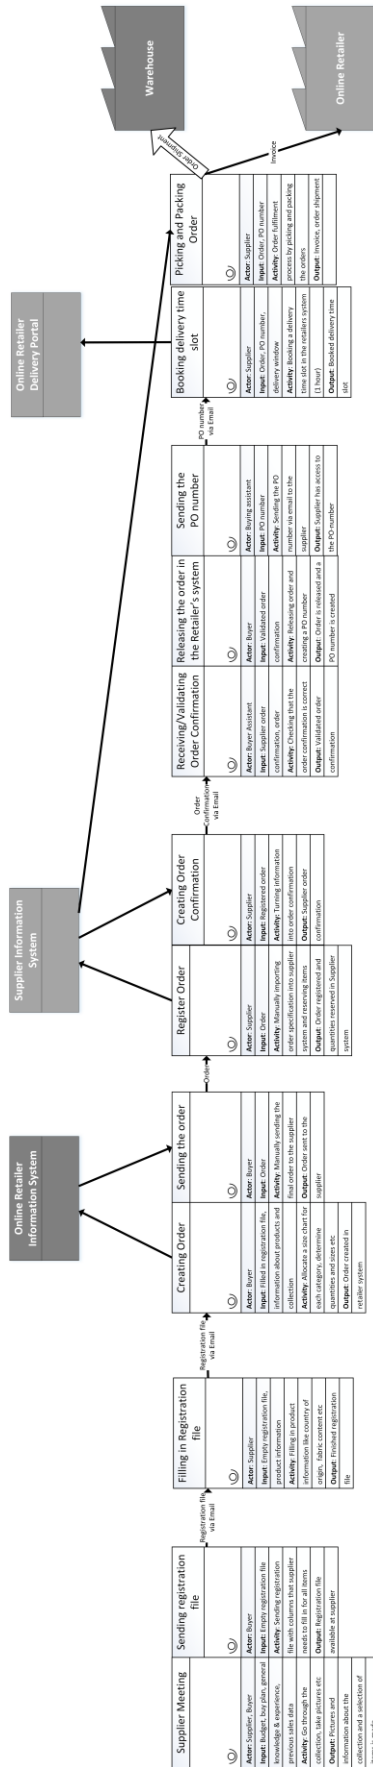 Online Retailer
Information System
Supplier Information
System
Online Retailer
Delivery Portal
Warehouse
Online Retailer
Supplier Meeting
Actor: Supplier, Buyer
Input: Budget, buy plan, general
knowledge & experience,
previous sales data
Activity: Go through the
collection, take pictures etc
Output: Pictures and
information about the
collection and a selection of
Sending registration
file
Actor: Buyer
Input: Empty registration file
Activity: Sending registration
file with columns that supplier
needs to fill in for all items
Output: Registration file
available at supplier
Registration file
via Email
Filling in Registration
file
Actor: Supplier
Input: Empty registration file,
product information
Activity: Filling in product
information like country of
origin, fabric content etc
Output: Finished registration
file
Registration file
via Email
Creating Order
Actor: Buyer
Input: Filled in registration file,
information about products and
collection
Activity: Allocate a size chart for
each category, determine
quantities and sizes etc
Output: Order created in
retailer system
Sending the order
Actor: Buyer
Input: Order
Activity: Manually sending the
final order to the supplier
Output: Order sent to the
supplier
Order
Register Order
Actor: Supplier
Input: Order
Activity: Manually importing
order specification into supplier
system and reserving items
Output: Order registered and
quantities reserved in Supplier
system
Creating Order
Confirmation
Actor: Supplier
Input: Registered order
Activity: Turning information
into order confirmation
Output: Supplier order
confirmation
Order
Confirmation
via Email
Receiving/Validating
Order Confirmation
Actor: Buyer Assistant
Input: Supplier order
confirmation, order
Activity: Checking that the
order confirmation is correct
Output: Validated order
confirmation
Releasing the order in
the Retailer's system
Actor: Buyer
Input: Validated order
confirmation
Activity: Releasing order and
creating a PO number
Output: Order is released and a
PO number is created
Sending the
PO number
Actor: Buying assistant
Input: PO number
Activity: Sending the PO
number via email to the
supplier
Output: Supplier has access to
the PO-number
PO number
via Email
Booking delivery time
slot
Actor: Supplier
Input: Order, PO number,
delivery window
Activity: Booking a delivery
time slot in the retailers system
(1 hour)
Output: Booked delivery time
slot
Picking and Packing
Order
Actor: Supplier
Input: Order, PO number
Activity: Order fulfilment
process by picking and packing
the orders
Output: Invoice, order shipment
Order Shipment
Invoice